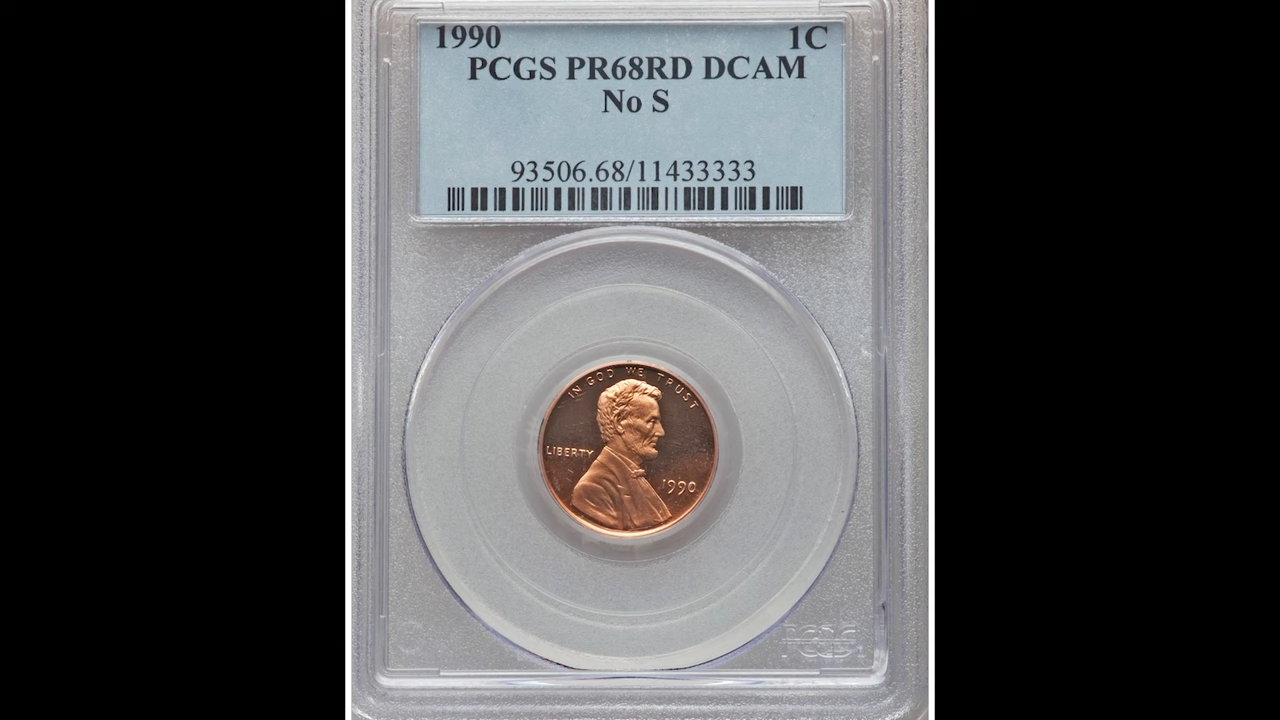 1990 1C
PCGS PR68RD DCAM
No S
93506.68/11433333
IN GOD WE TRUST
LIBERTY
1990
PCGS